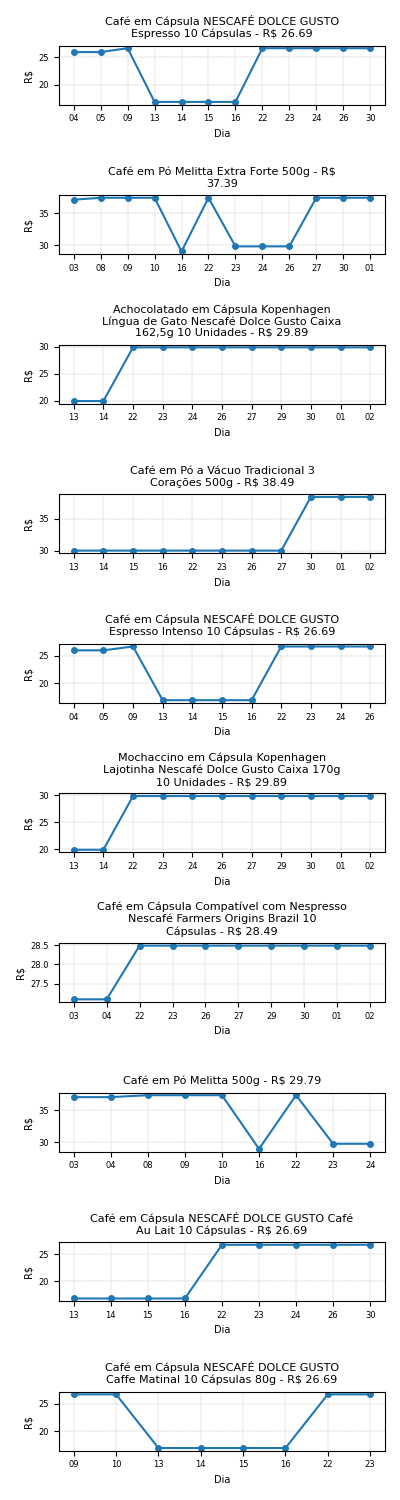 Café em Cápsula NESCAFÉ DOLCE GUSTO
Espresso 10 Cápsulas - R$ 26.69
25
20
R$
04 05 09 13 14 15 16 22 23 24 26 30
Dia
Café em Pó Melitta Extra Forte 500g - R$
37.39
35
30
R$
03 08 09 10 16 22 23 24 26 27 30 01
Dia
Achocolatado em Cápsula Kopenhagen
Língua de Gato Nescafé Dolce Gusto Caixa
162,5g 10 Unidades - R$ 29.89
30
25
20
R$
13 14 22 23 24 26 27 29 30 01 02
Dia
Café em Pó a Vácuo Tradicional 3
Corações 500g - R$ 38.49
35
30
R$
13 14 15 16 22 23 26 27 30 01 02
Dia
Café em Cápsula NESCAFÉ DOLCE GUSTO
Espresso Intenso 10 Cápsulas - R$ 26.69
25
20
R$
04 05 09 13 14 15 16 22 23 24 26
Dia
Mochaccino em Cápsula Kopenhagen
Lajotinha Nescafé Dolce Gusto Caixa 170g
10 Unidades - R$ 29.89
30
25
20
R$
13 14 22 23 24 26 27 29 30 01 02
Dia
Café em Cápsula Compatível com Nespresso
Nescafé Farmers Origins Brazil 10
Cápsulas - R$ 28.49
28.5
28.0
27.5
R$
03 04 22 23 26 27 29 30 01 02
Dia
Café em Pó Melitta 500g - R$ 29.79
35
30
R$
03 04 08 09 10 16 22 23 24
Dia
Café em Cápsula NESCAFÉ DOLCE GUSTO Café
Au Lait 10 Cápsulas - R$ 26.69
25
20
R$
13 14 15 16 22 23 24 26 30
Dia
Café em Cápsula NESCAFÉ DOLCE GUSTO
Caffe Matinal 10 Cápsulas 80g - R$ 26.69
25
20
R$
09 10 13 14 15 16 22 23
Dia